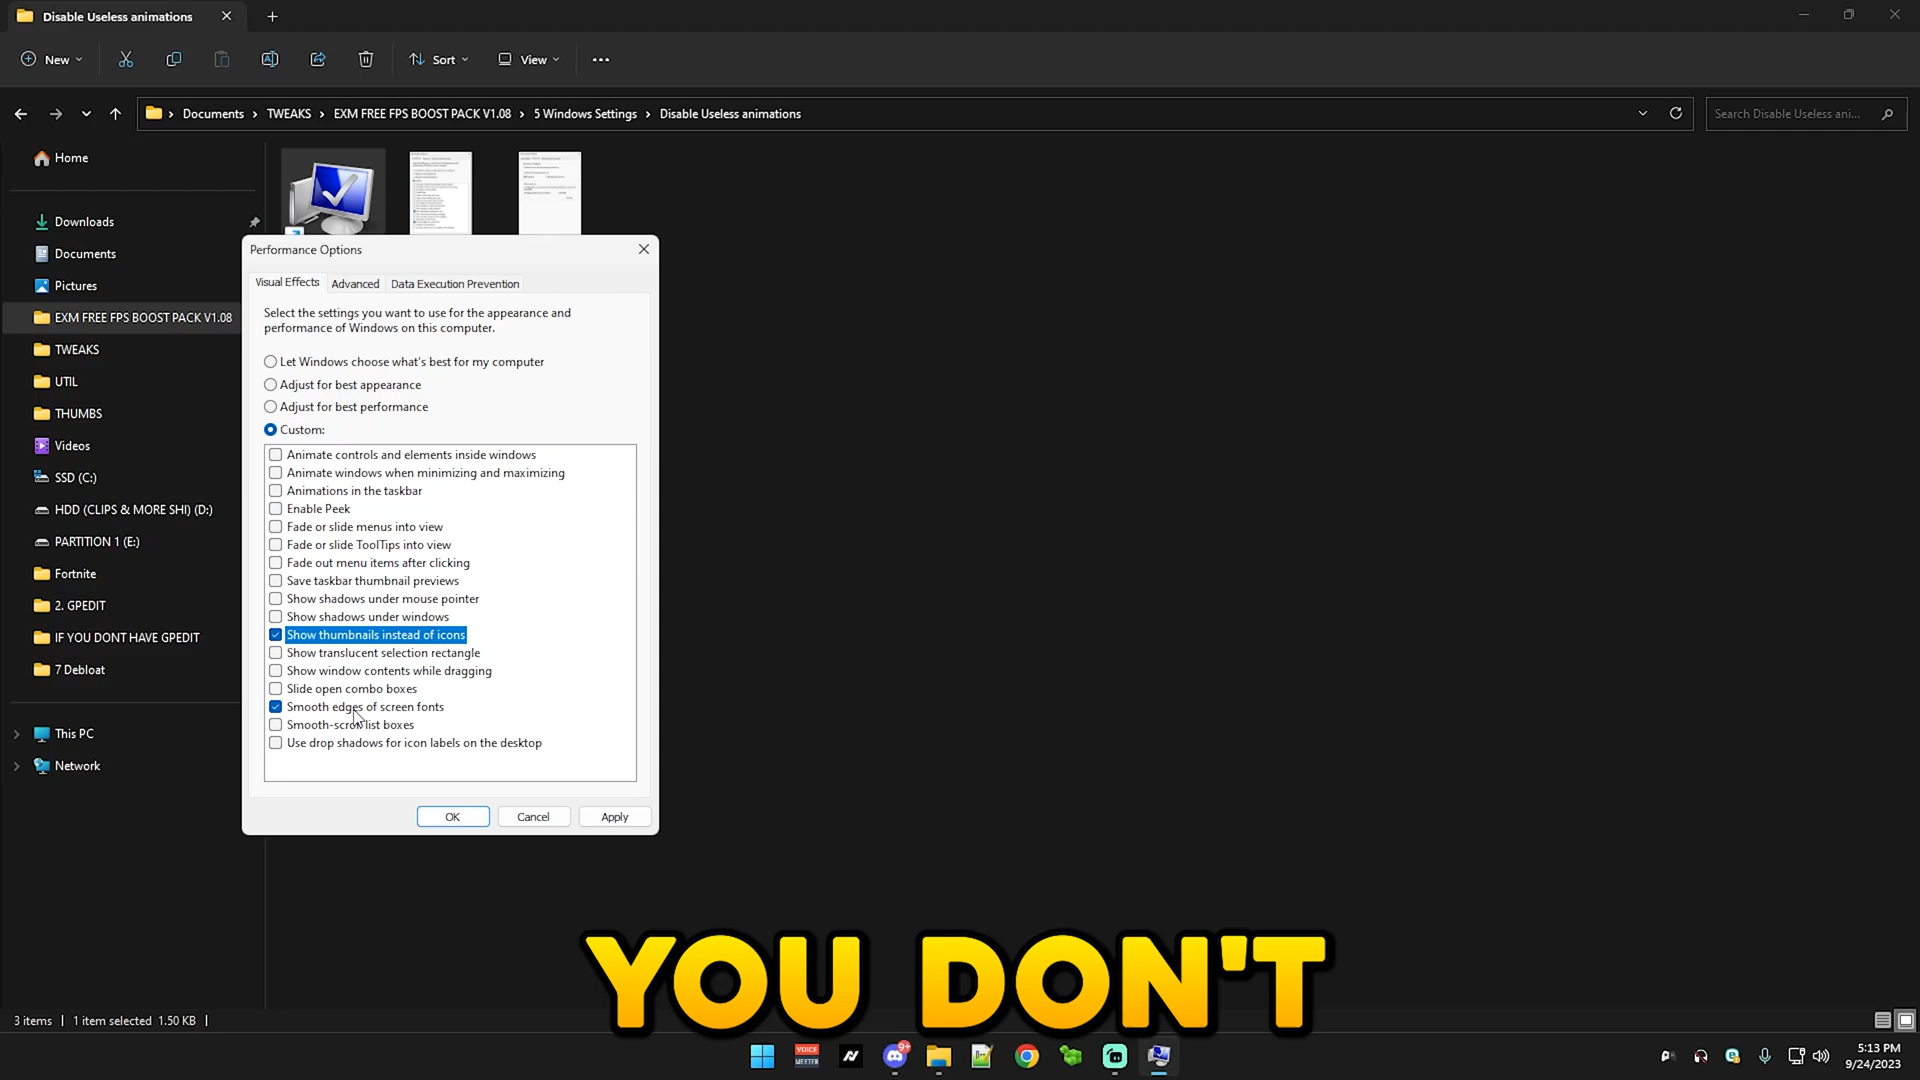 Disable Useless animations
New
Sort
View
Documents > TWEAKS > EXM FREE FPS BOOST PACK V1.08 > 5 Windows Settings > Disable Useless animations
Search Disable Useless ani...
Home
Downloads
Documents
Pictures
EXM FREE FPS BOOST PACK V1.08
TWEAKS
UTIL
THUMBS
Videos
SSD (C:)
HDD (CLIPS & MORE SHI) (D:)
PARTITION 1 (E:)
Fortnite
2. GPEDIT
IF YOU DONT HAVE GPEDIT
7 Debloat
This PC
Network
Performance Options
Visual Effects
Advanced
Data Execution Prevention
Select the settings you want to use for the appearance and
performance of Windows on this computer.
Let Windows choose what's best for my computer
Adjust for best appearance
Adjust for best performance
Custom:
Animate controls and elements inside windows
Animate windows when minimizing and maximizing
Animations in the taskbar
Enable Peek
Fade or slide menus into view
Fade or slide ToolTips into view
Fade out menu items after clicking
Save taskbar thumbnail previews
Show shadows under mouse pointer
Show shadows under windows
Show thumbnails instead of icons
Show translucent selection rectangle
Show window contents while dragging
Slide open combo boxes
Smooth edges of screen fonts
Smooth-scroll list boxes
Use drop shadows for icon labels on the desktop
OK
Cancel
Apply
YOU DON'T
3 items
1 item selected 1.50 KB
VOICE
MEETER
9+
5:13 PM
9/24/2023